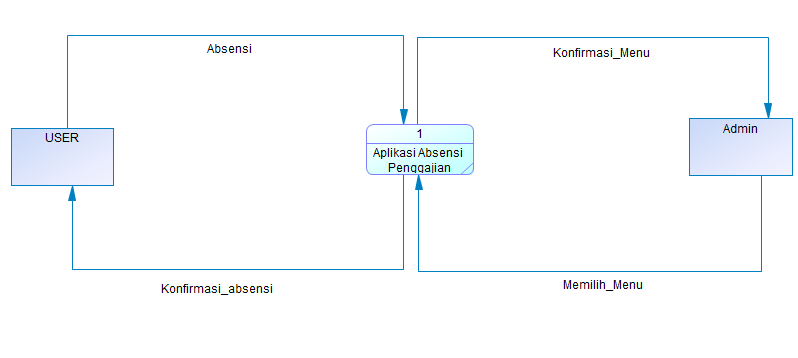 Absensi
Konfirmasi_Menu
USER
1
Aplikasi Absensi
Penggajian
Admin
Konfirmasi_absensi
Memilih_Menu